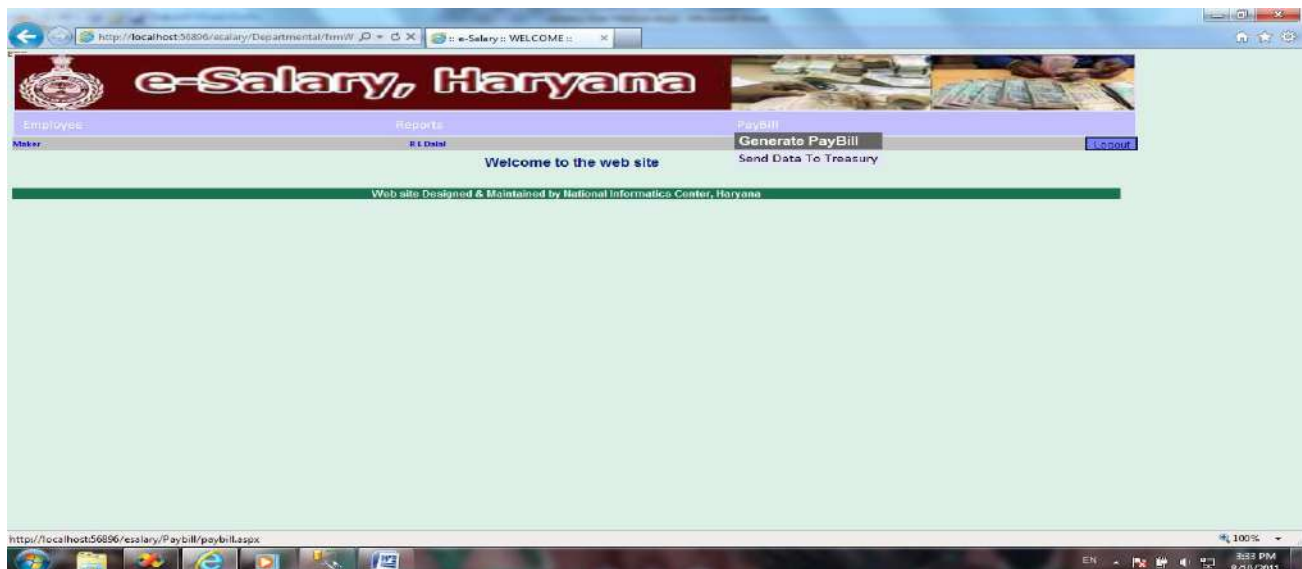 http://localhost:56896/esalary/Departmental/frmW
:: e-Salary :: WELCOME ::
e-Salary, Haryana
Employee Reports PayBill
Maker R L Dalal Generate PayBill Logout
Welcome to the web site Send Data To Treasury
Web site Designed & Maintained by National Informatics Center, Haryana
http://localhost:56896/esalary/Paybill/paybill.aspx
100%
EN 3:33 PM